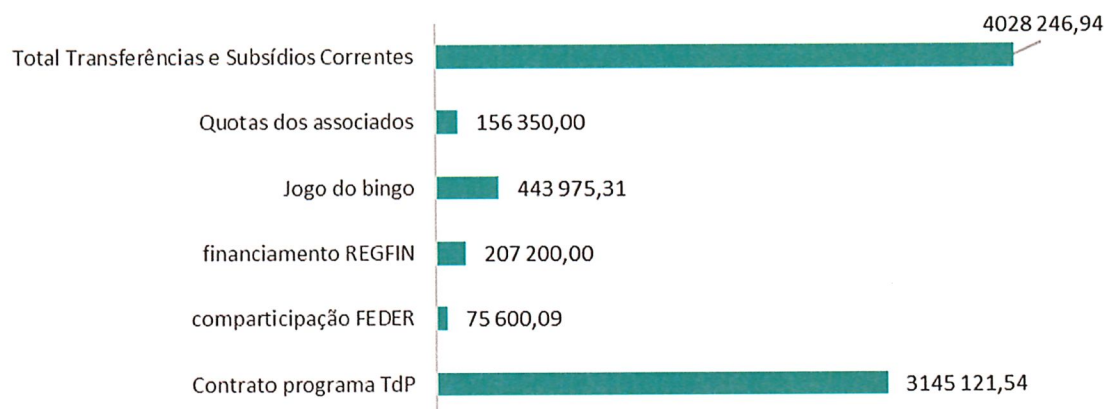 4028 246,94
Total Transferências e Subsídios Correntes
Quotas dos associados 156 350,00
Jogo do bingo 443 975,31
financiamento REGFIN 207 200,00
comparticipação FEDER 75 600,09
Contrato programa TdP 3145 121,54